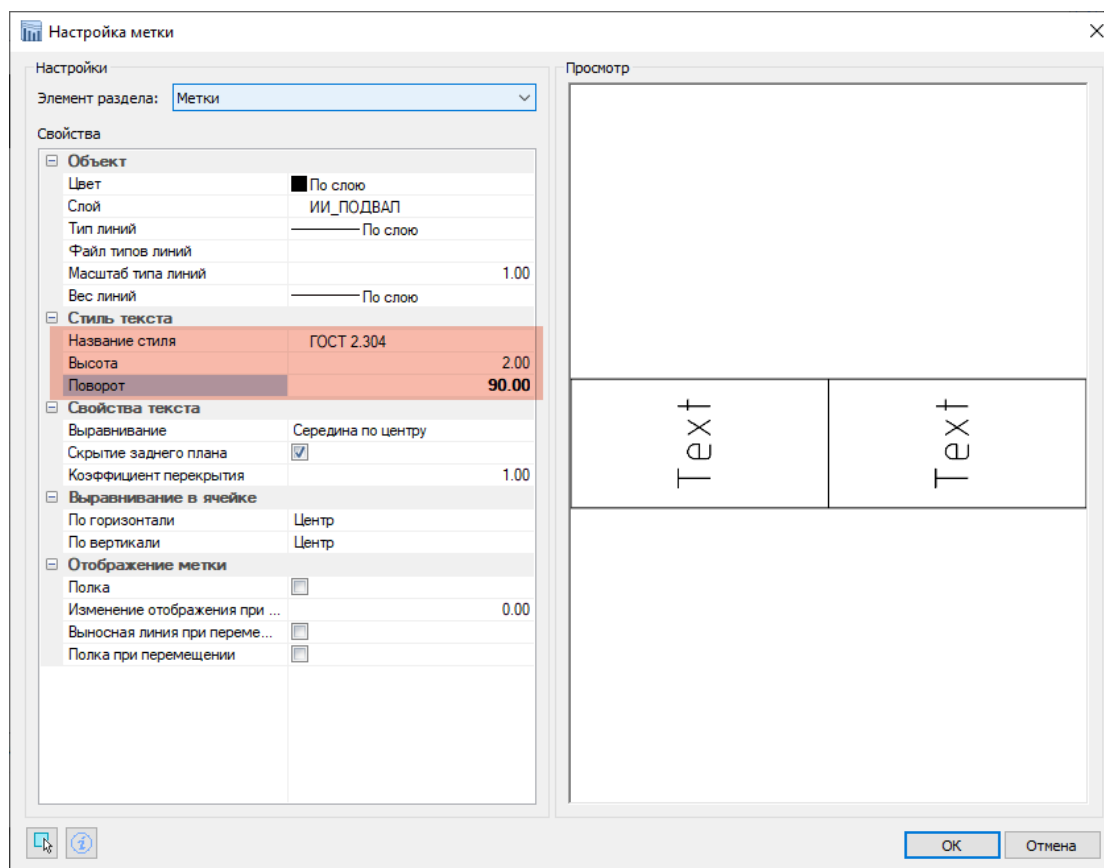 Настройка метки
Настройки
Элемент раздела: Метки
Свойства
Объект
Цвет По слою
Слой ИИ_ПОДВАЛ
Тип линий По слою
Файл типов линий
Масштаб типа линий 1.00
Вес линий По слою
Стиль текста
Название стиля ГОСТ 2.304
Высота 2.00
Поворот 90.00
Свойства текста
Выравнивание Середина по центру
Скрытие заднего плана
Коэффициент перекрытия 1.00
Выравнивание в ячейке
По горизонтали Центр
По вертикали Центр
Отображение метки
Полка
Изменение отображения при ... 0.00
Выносная линия при переме...
Полка при перемещении
Просмотр
Text
Text
ОК
Отмена